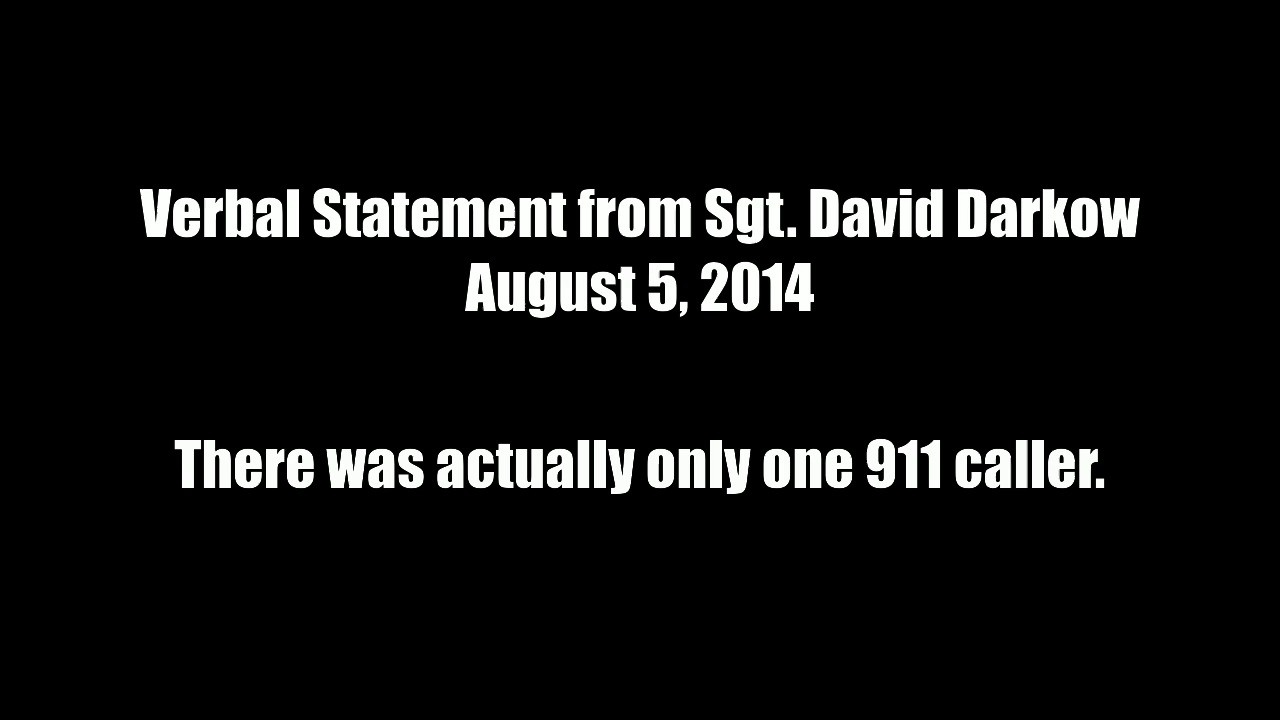 Verbal Statement from Sgt. David Darkow
August 5, 2014
There was actually only one 911 caller.